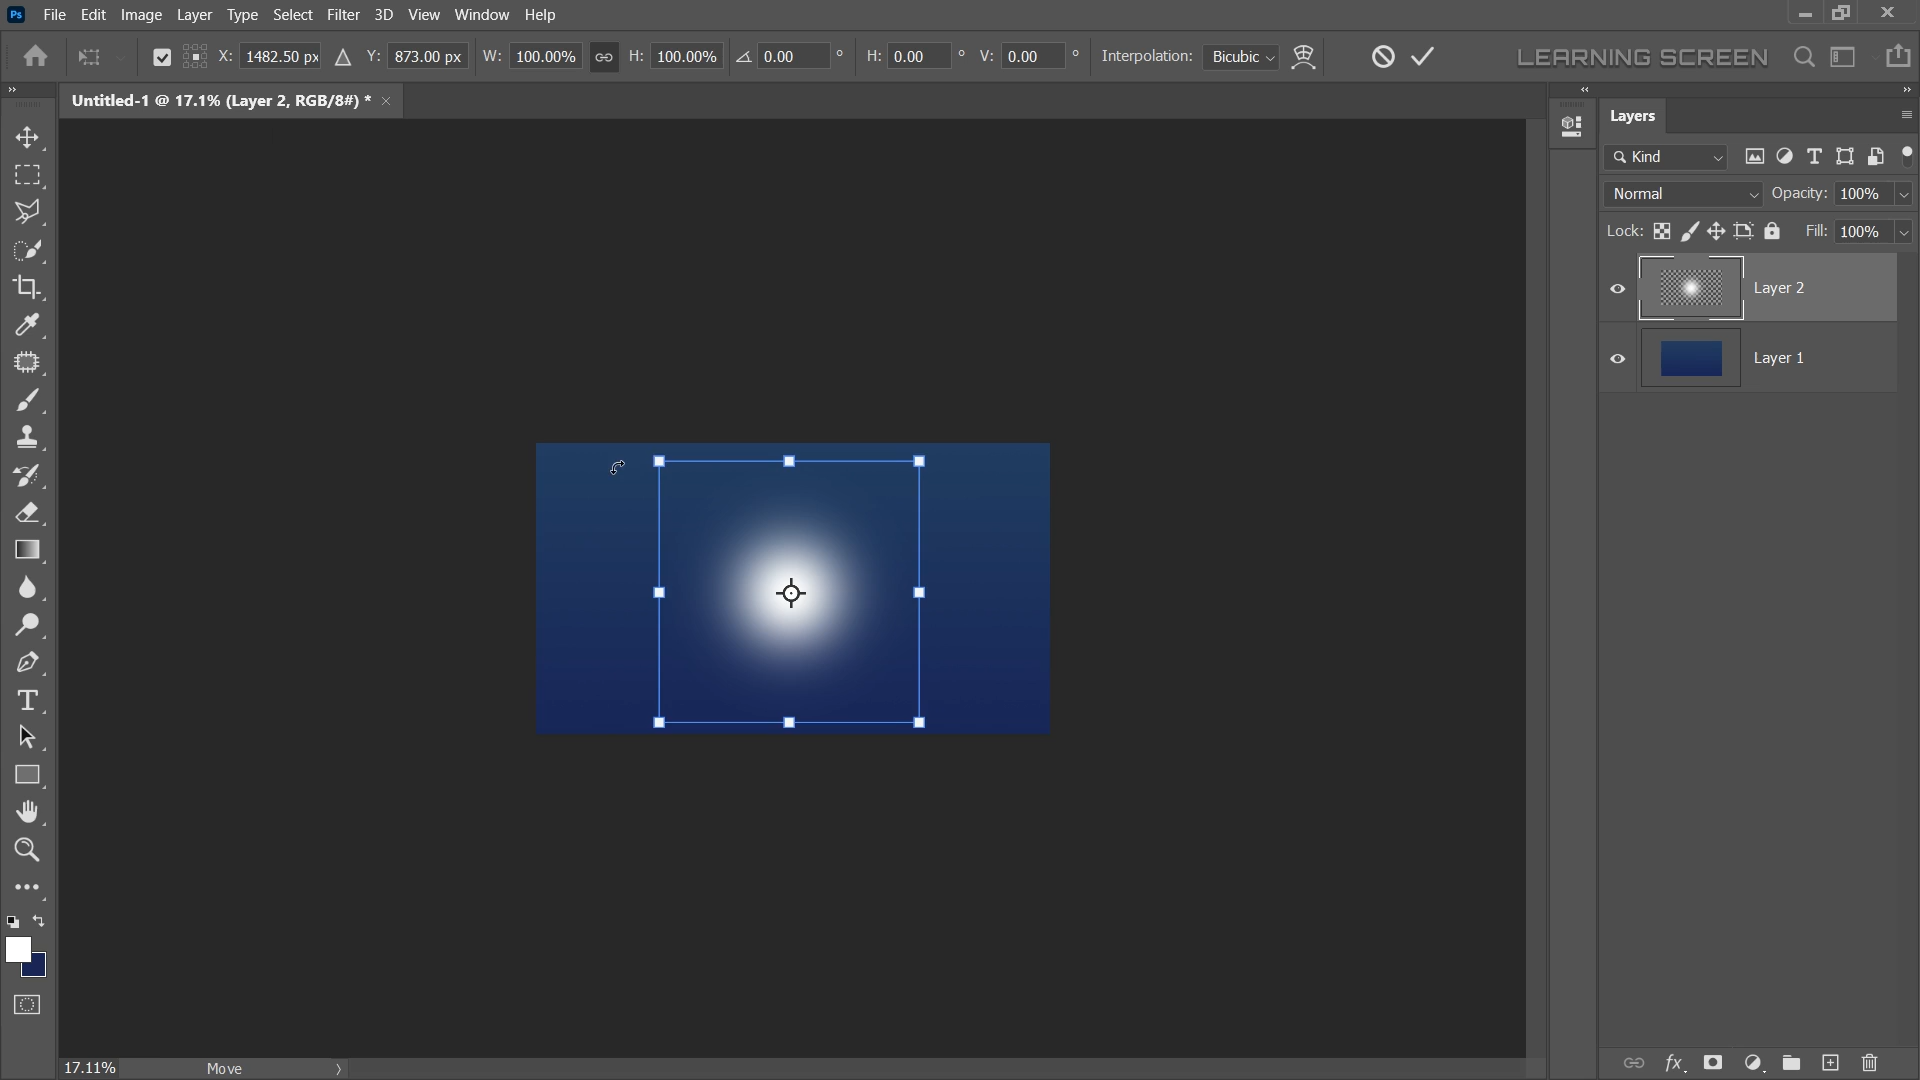 Ps File Edit Image Layer Type Select Filter 3D View Window Help
X: 1482.50 px Y: 873.00 px W: 100.00% H: 100.00% 0.00 ° H: 0.00 ° V: 0.00 ° Interpolation: Bicubic LEARNING SCREEN
Untitled-1 @ 17.1% (Layer 2, RGB/8#) * ×
Layers
Kind
Normal Opacity: 100%
Lock: Fill: 100%
Layer 2
Layer 1
17.11% Move